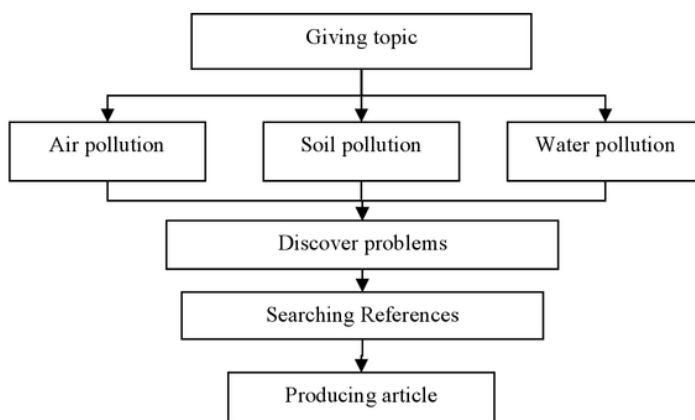 Giving topic
Air pollution
Soil pollution
Water pollution
Discover problems
Searching References
Producing article